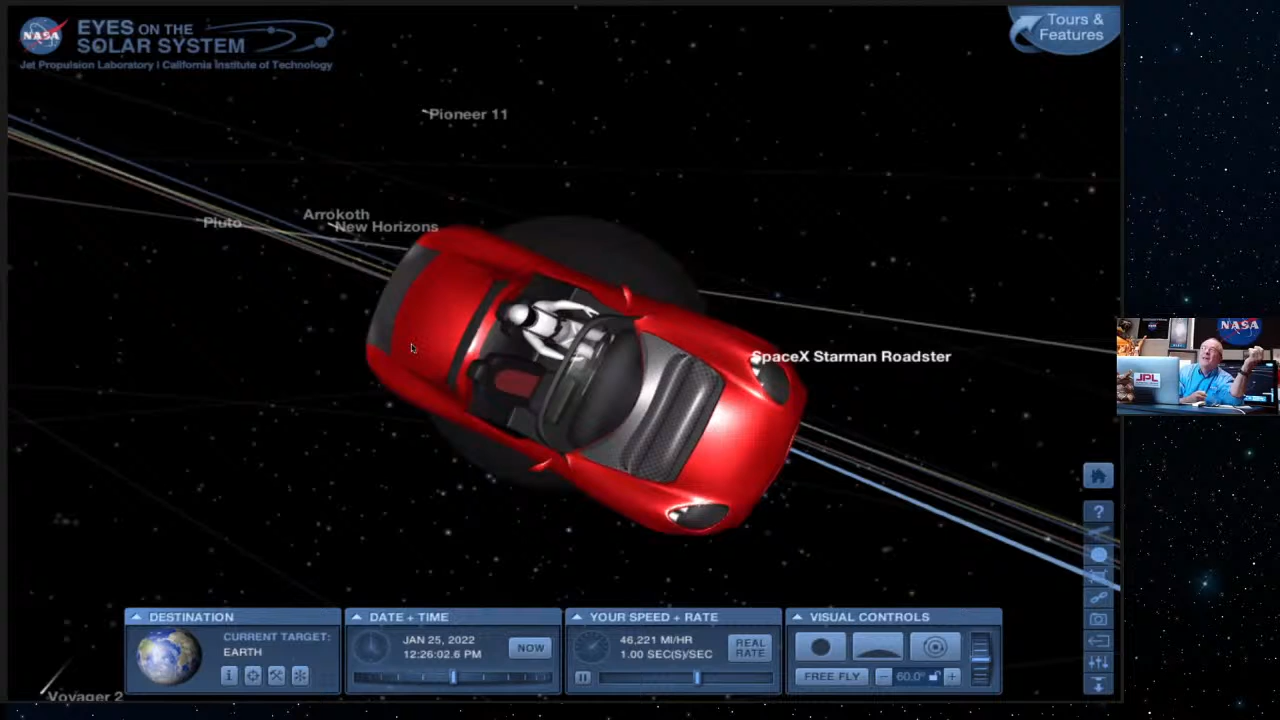 NASA
EYES ON THE
SOLAR SYSTEM
Jet Propulsion Laboratory | California Institute of Technology
Tours &
Features
Pioneer 11
Arrokoth
Pluto
New Horizons
SpaceX Starman Roadster
NASA
JPL
?
Voyager 2
DESTINATION
CURRENT TARGET:
EARTH
DATE + TIME
JAN 25, 2022
12:26:02.6 PM
NOW
YOUR SPEED + RATE
46,221 MI/HR
1.00 SEC(S)/SEC
REAL
RATE
VISUAL CONTROLS
FREE FLY
60.0°